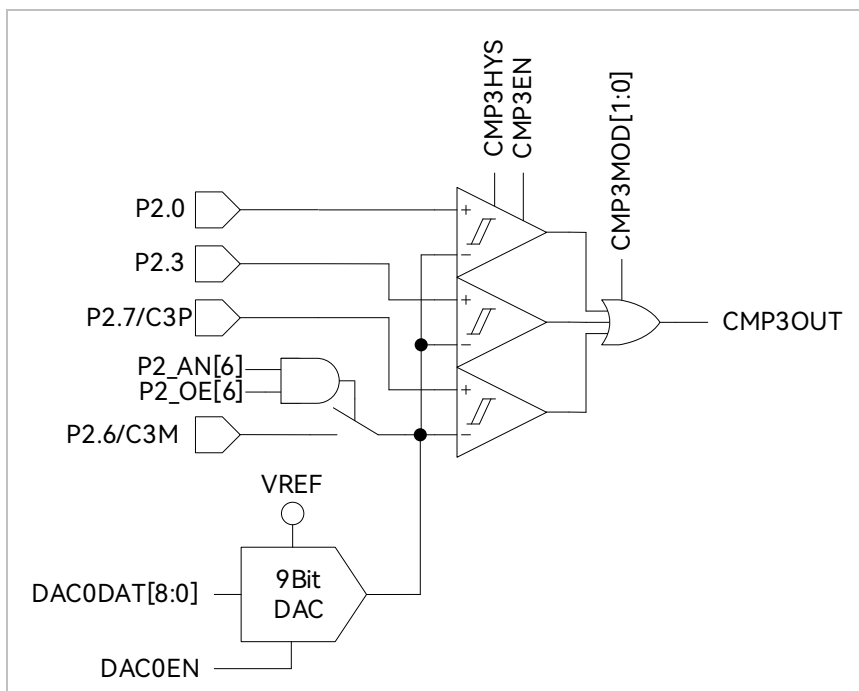 CMP3HYS
CMP3EN
CMP3MOD[1:0]
P2.0
+
-
P2.3
+
-
P2.7/C3P
CMP3OUT
P2_AN[6]
P2_OE[6]
+
-
P2.6/C3M
VREF
9Bit
DAC
DAC0DAT[8:0]
DAC0EN